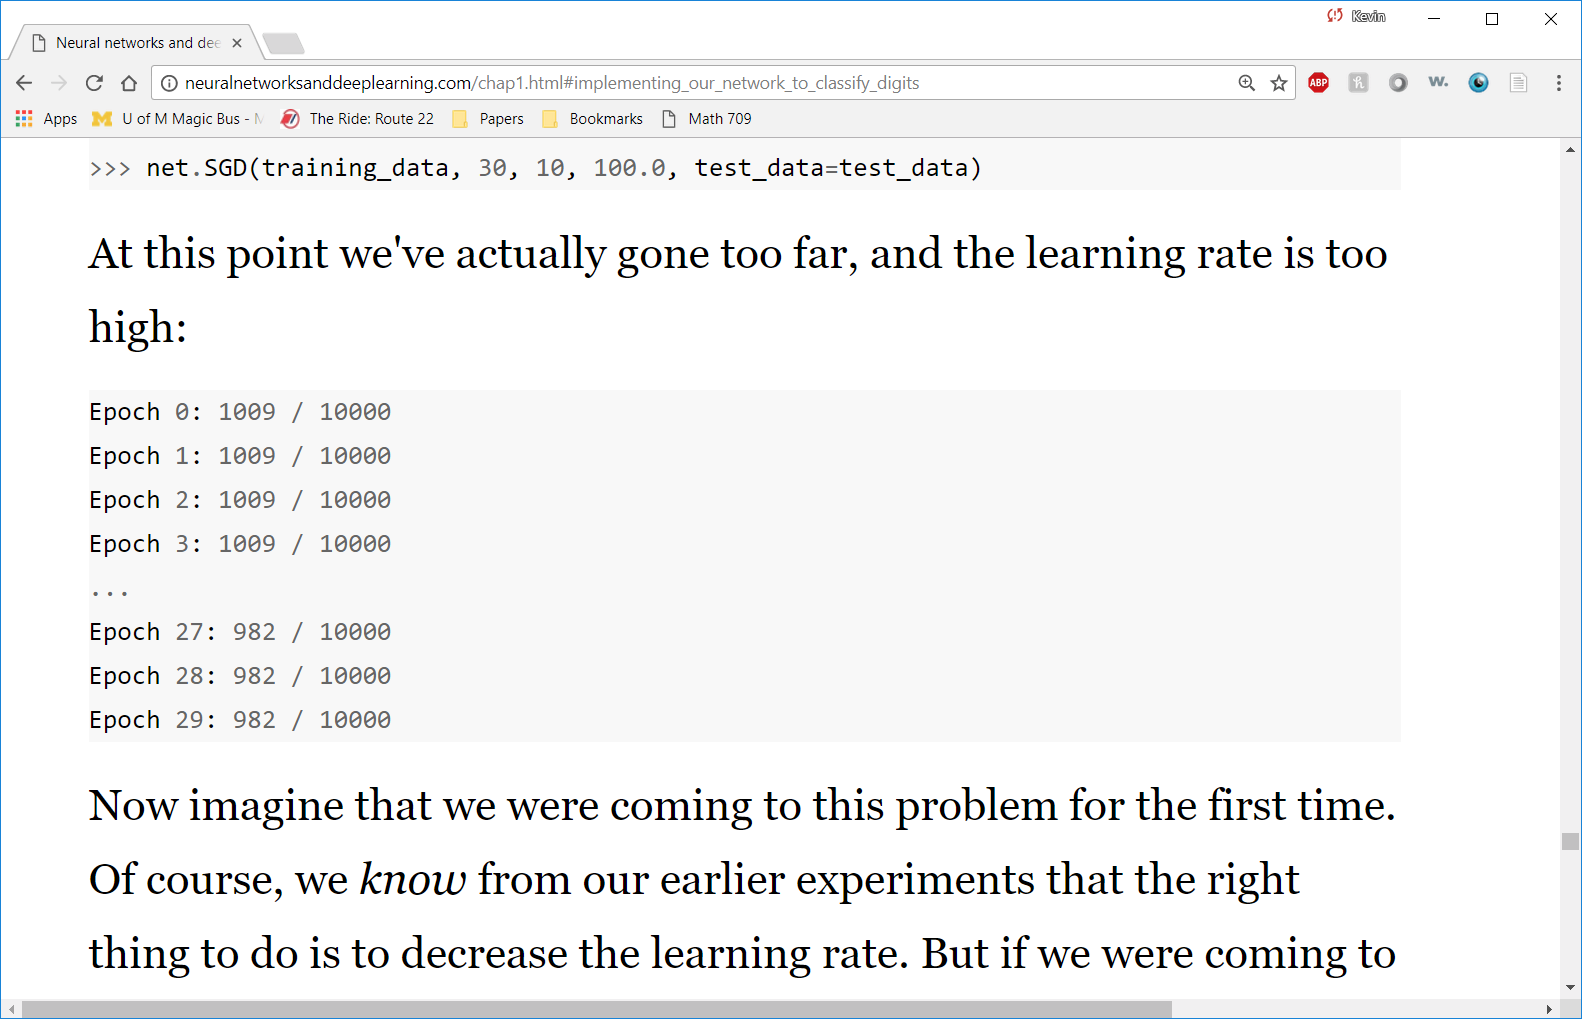 Kevin
Neural networks and dee
neuralnetworksanddeeplearning.com/chap1.html#implementing_our_network_to_classify_digits
ABP
Apps U of M Magic Bus - M The Ride: Route 22 Papers Bookmarks Math 709
>>> net.SGD(training_data, 30, 10, 100.0, test_data=test_data)
At this point we've actually gone too far, and the learning rate is too
high:
Epoch 0: 1009 / 10000
Epoch 1: 1009 / 10000
Epoch 2: 1009 / 10000
Epoch 3: 1009 / 10000
...
Epoch 27: 982 / 10000
Epoch 28: 982 / 10000
Epoch 29: 982 / 10000
Now imagine that we were coming to this problem for the first time.
Of course, we know from our earlier experiments that the right
thing to do is to decrease the learning rate. But if we were coming to